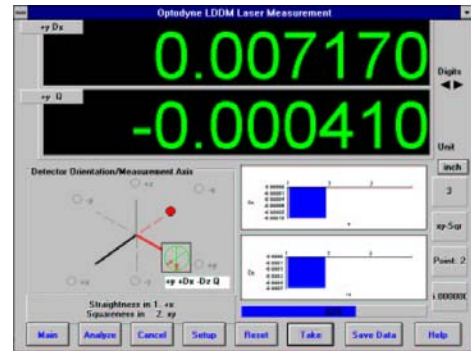 Optodyne LDDM Laser Measurement
+y Dx
0.007170
Digits
+y Q
-0.000410
Unit
inch
Detector Orientation/Measurement Axis
3
xy-Sqr
Point: 2
+y +Dx -Dz Q
Straightness in 1. +x
Squareness in 2. xy
Main Analyze Cancel Setup Reset Take Save Data Help